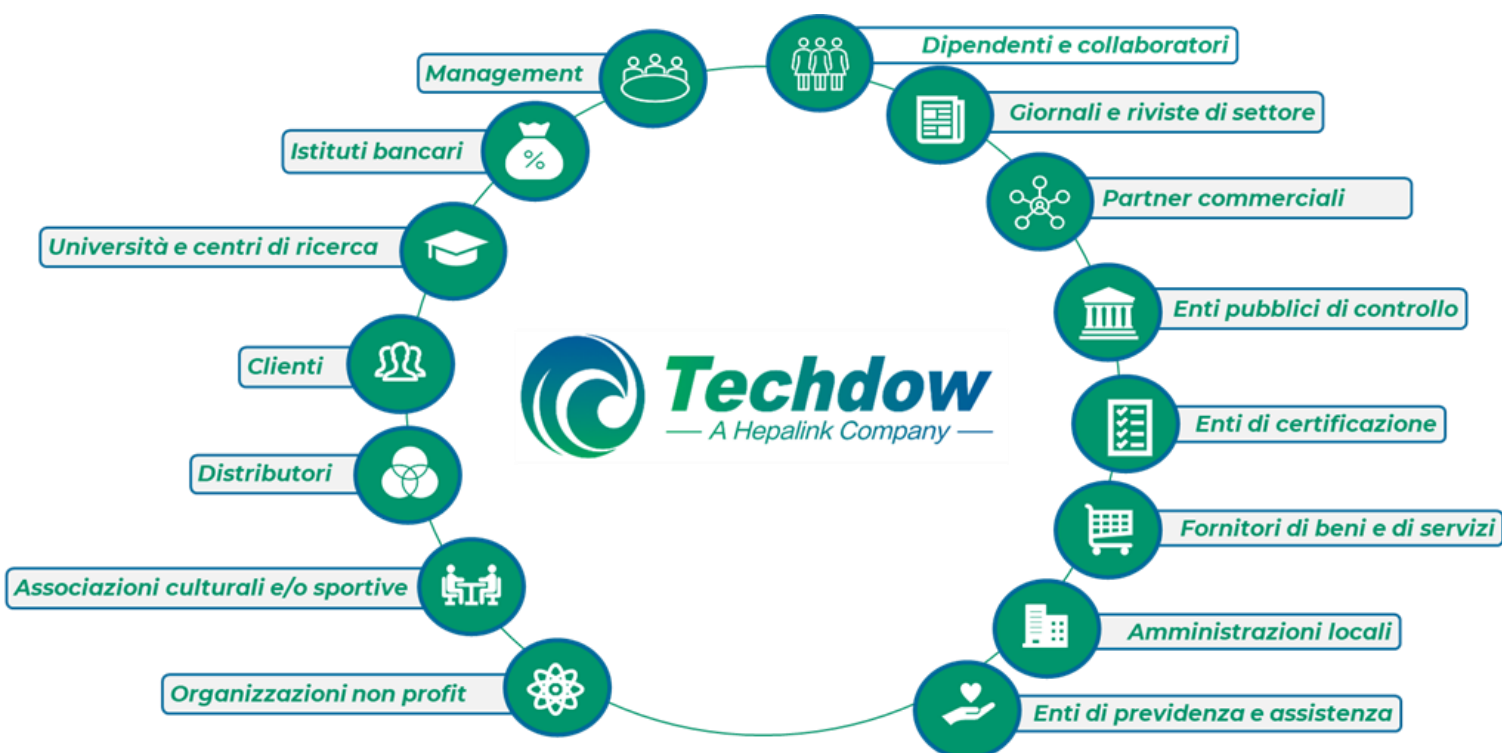 Dipendenti e collaboratori
Management
Giornali e riviste di settore
Istituti bancari
%
Partner commerciali
Università e centri di ricerca
Enti pubblici di controllo
Clienti
Techdow
A Hepalink Company
Enti di certificazione
Distributori
Fornitori di beni e di servizi
Associazioni culturali e/o sportive
Amministrazioni locali
Organizzazioni non profit
Enti di previdenza e assistenza